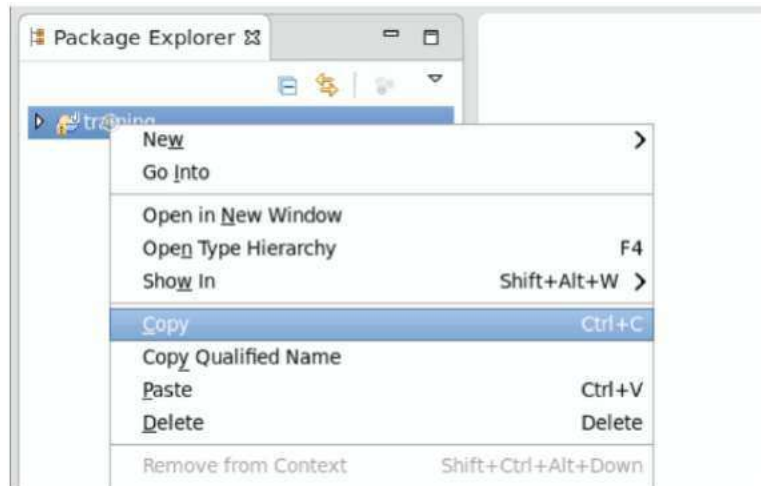 Package Explorer
training
New
Go Into
Open in New Window
Open Type Hierarchy F4
Show In Shift+Alt+W
Copy Ctrl+C
Copy Qualified Name
Paste Ctrl+V
Delete Delete
Remove from Context Shift+Ctrl+Alt+Down